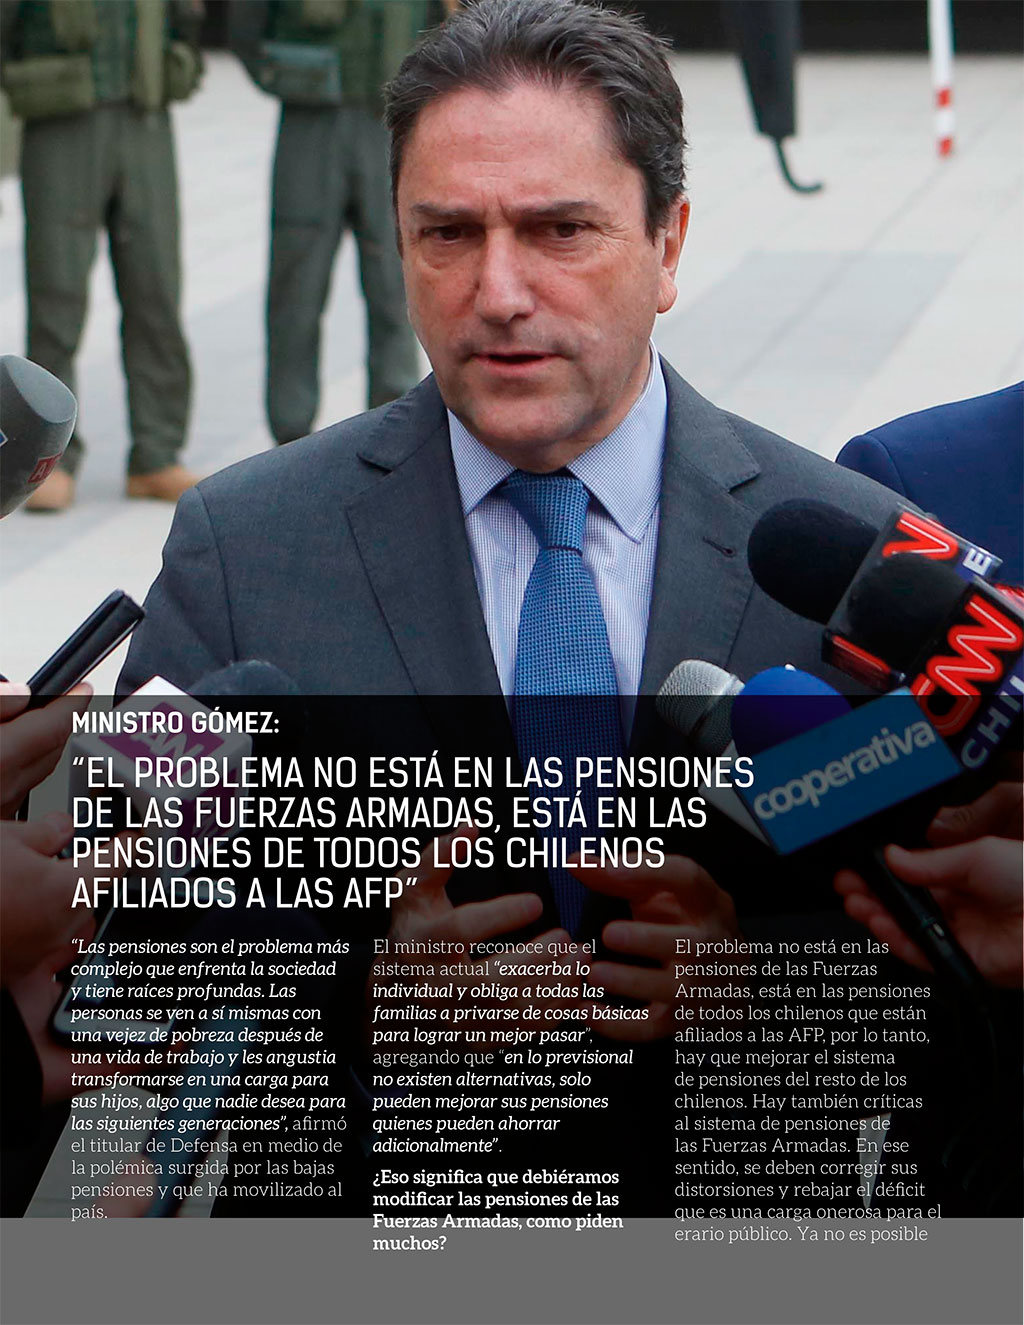 MINISTRO GÓMEZ:
“EL PROBLEMA NO ESTÁ EN LAS PENSIONES
DE LAS FUERZAS ARMADAS, ESTÁ EN LAS
PENSIONES DE TODOS LOS CHILENOS
AFILIADOS A LAS AFP”
“Las pensiones son el problema más
complejo que enfrenta la sociedad
y tiene raíces profundas. Las
personas se ven a sí mismas con
una vejez de pobreza después de
una vida de trabajo y les angustia
transformarse en una carga para
sus hijos, algo que nadie desea para
las siguientes generaciones”, afirmó
el titular de Defensa en medio de
la polémica surgida por las bajas
pensiones y que ha movilizado al
país.
El ministro reconoce que el
sistema actual “exacerba lo
individual y obliga a todas las
familias a privarse de cosas básicas
para lograr un mejor pasar”,
agregando que “en lo previsional
no existen alternativas, solo
pueden mejorar sus pensiones
quienes pueden ahorrar
adicionalmente”.
¿Eso significa que debiéramos
modificar las pensiones de las
Fuerzas Armadas, como piden
muchos?
El problema no está en las
pensiones de las Fuerzas
Armadas, está en las pensiones
de todos los chilenos que están
afiliados a las AFP, por lo tanto,
hay que mejorar el sistema
de pensiones del resto de los
chilenos. Hay también críticas
al sistema de pensiones de
las Fuerzas Armadas. En ese
sentido, se deben corregir sus
distorsiones y rebajar el déficit
que es una carga onerosa para el
erario público. Ya no es posible
cooperativa
CNN